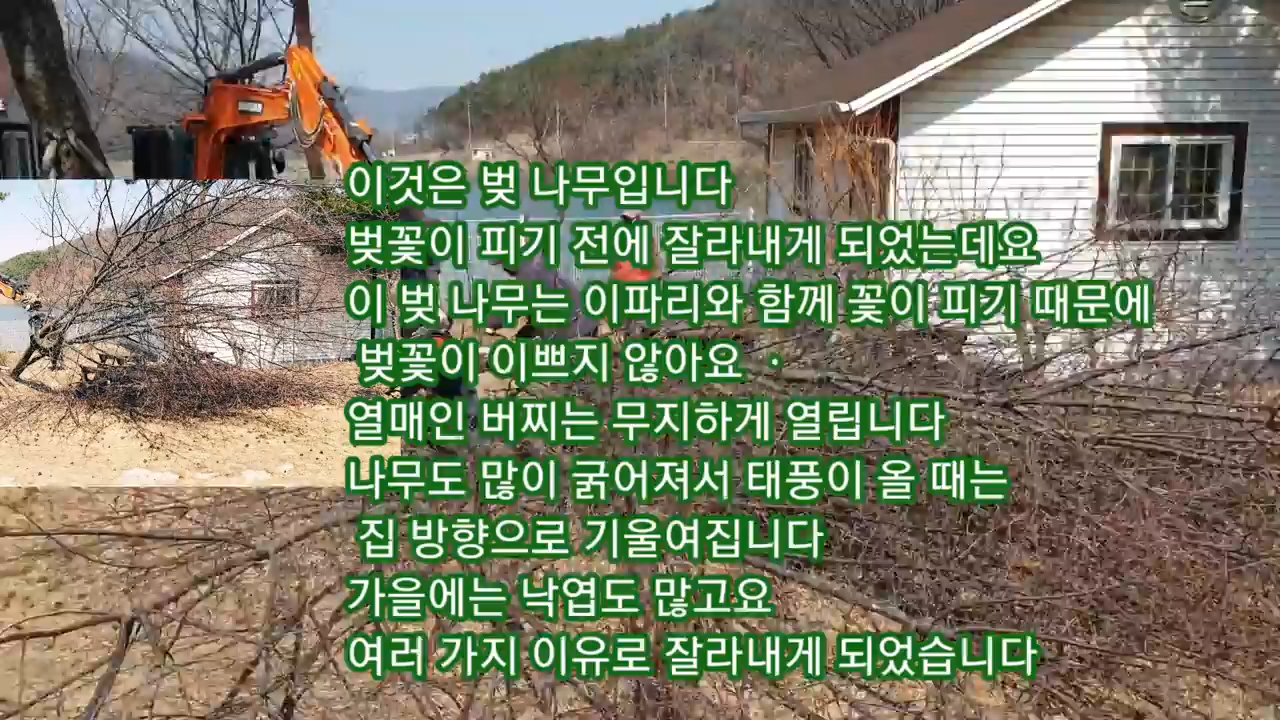 이것은 벚 나무입니다
벚꽃이 피기 전에 잘라내게 되었는데요
이 벚 나무는 이파리와 함께 꽃이 피기 때문에
벚꽃이 이쁘지 않아요 ·
열매인 버찌는 무지하게 열립니다
나무도 많이 굵어져서 태풍이 올 때는
집 방향으로 기울여집니다
가을에는 낙엽도 많고요
여러 가지 이유로 잘라내게 되었습니다